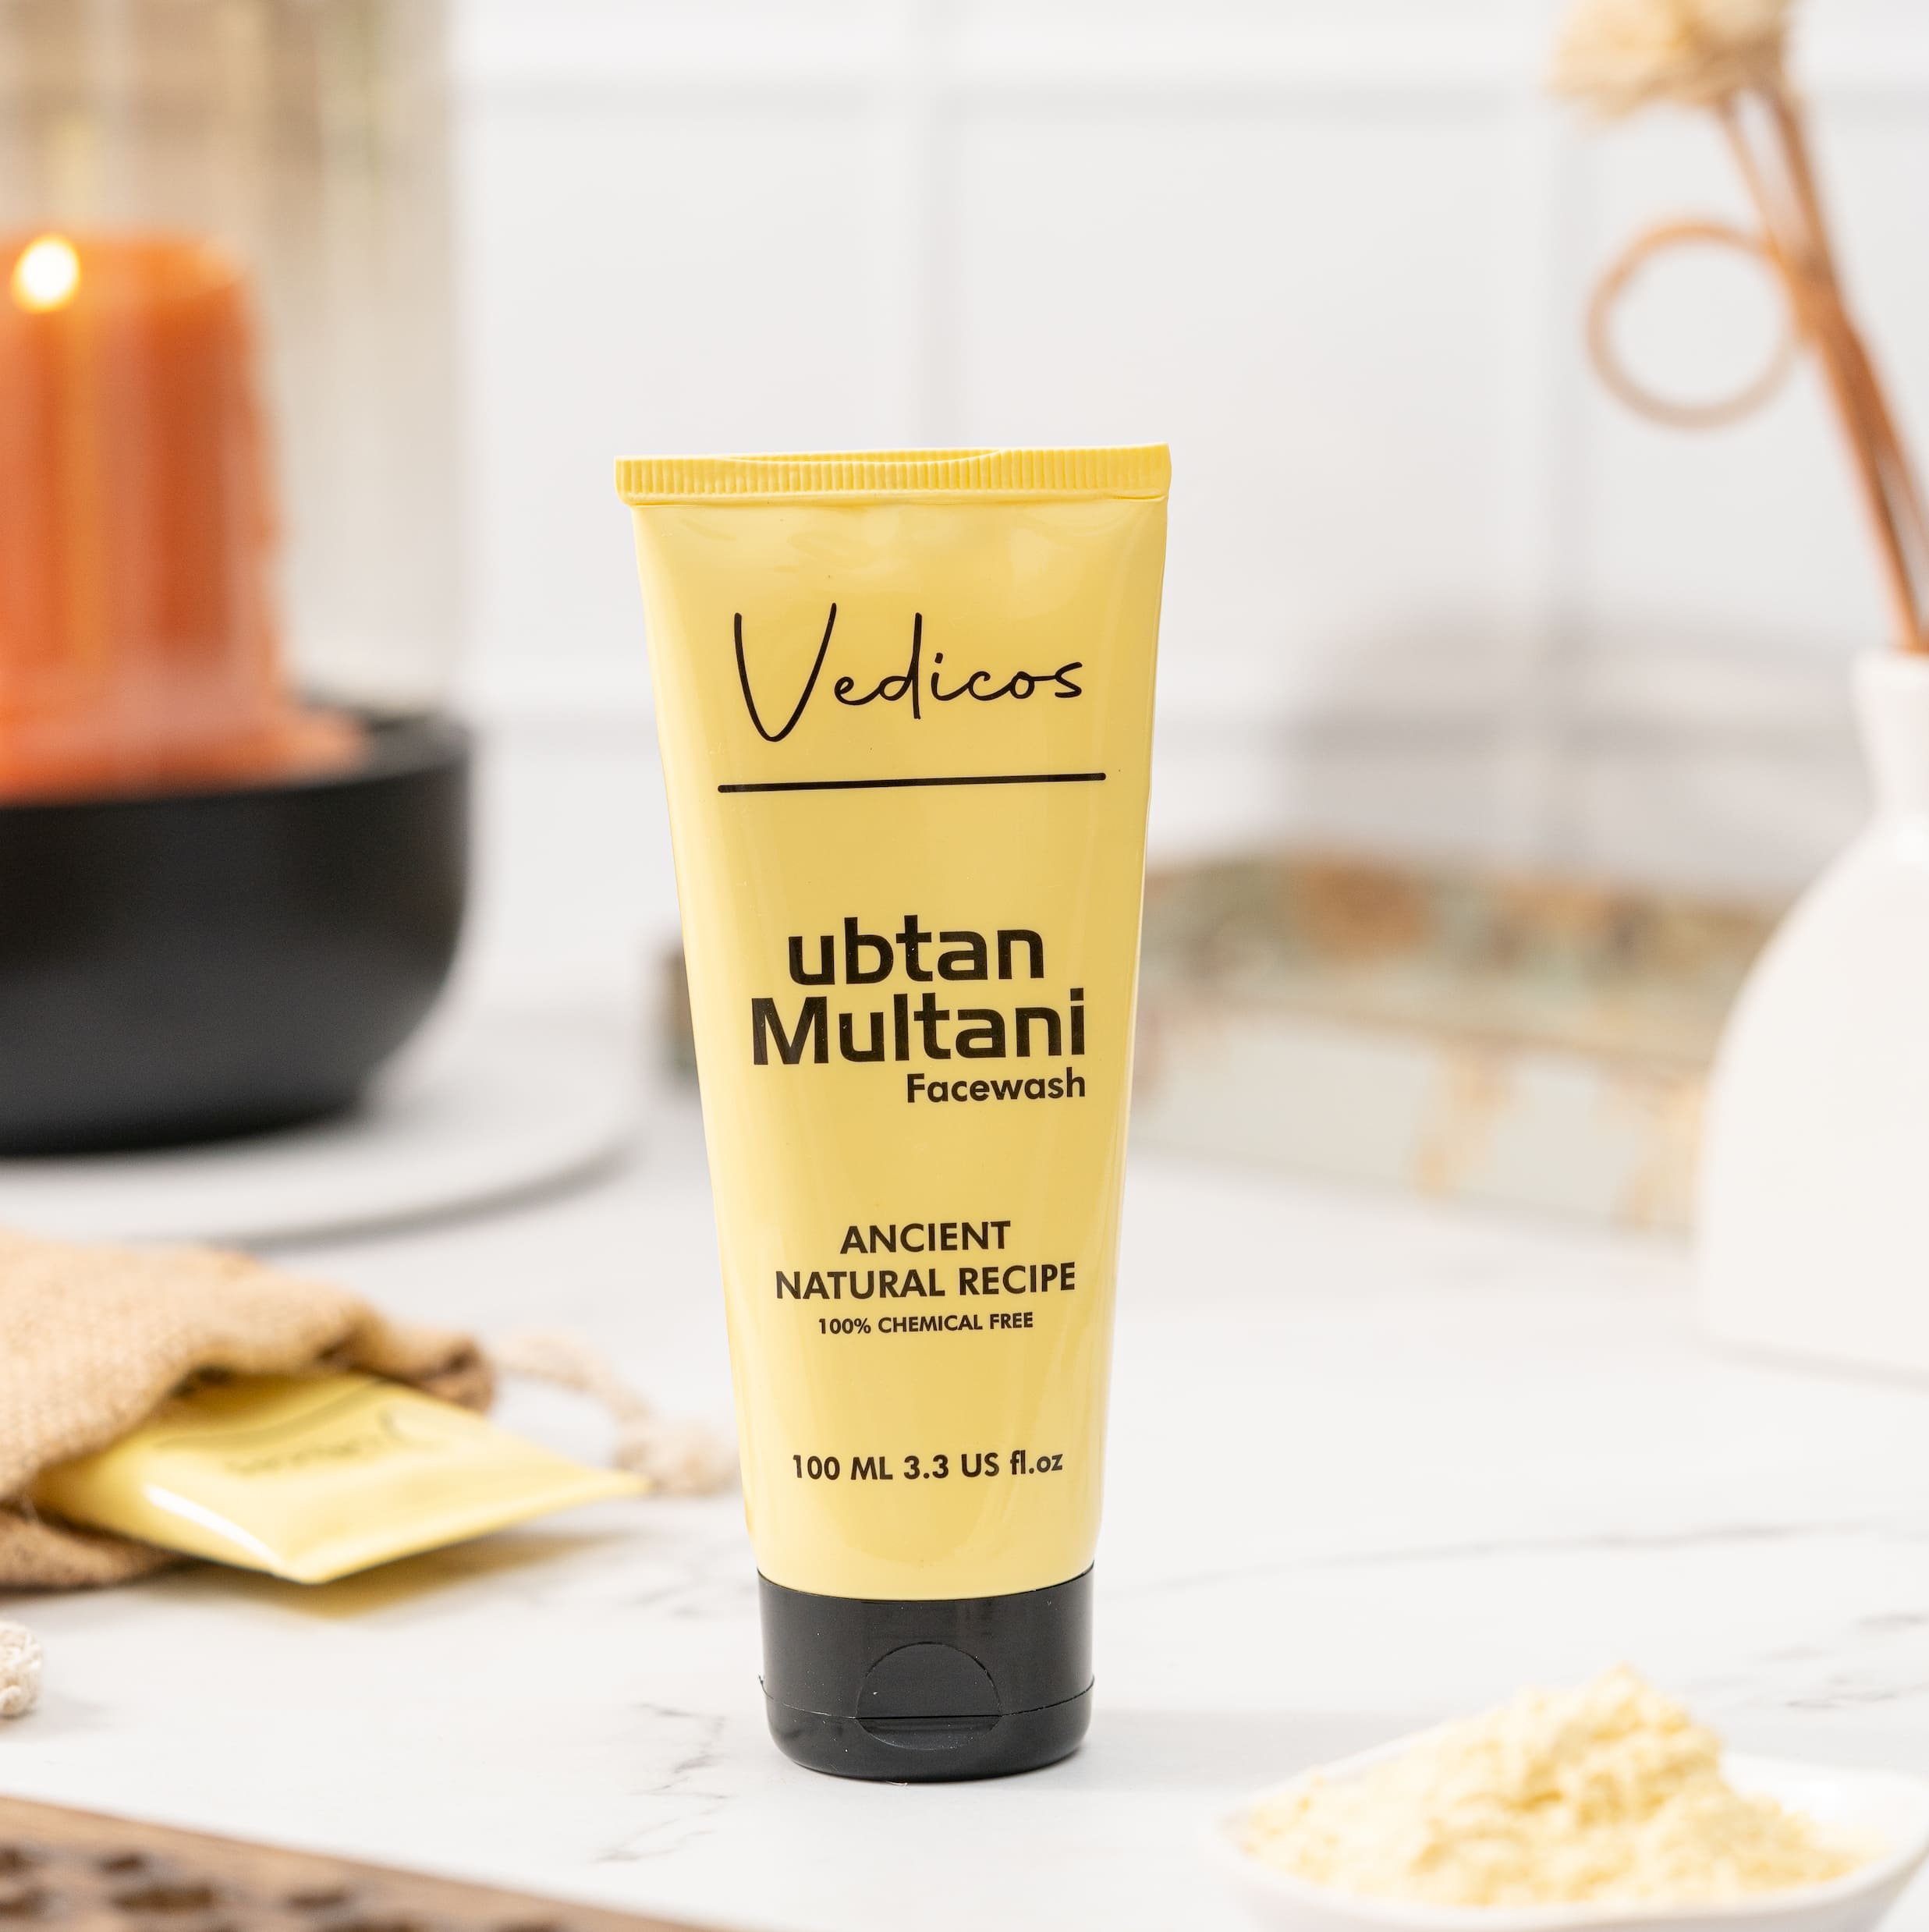 Vedicos
ubtan
Multani
Facewash
ANCIENT
NATURAL RECIPE
100% CHEMICAL FREE
100 ML 3.3 US fl.oz